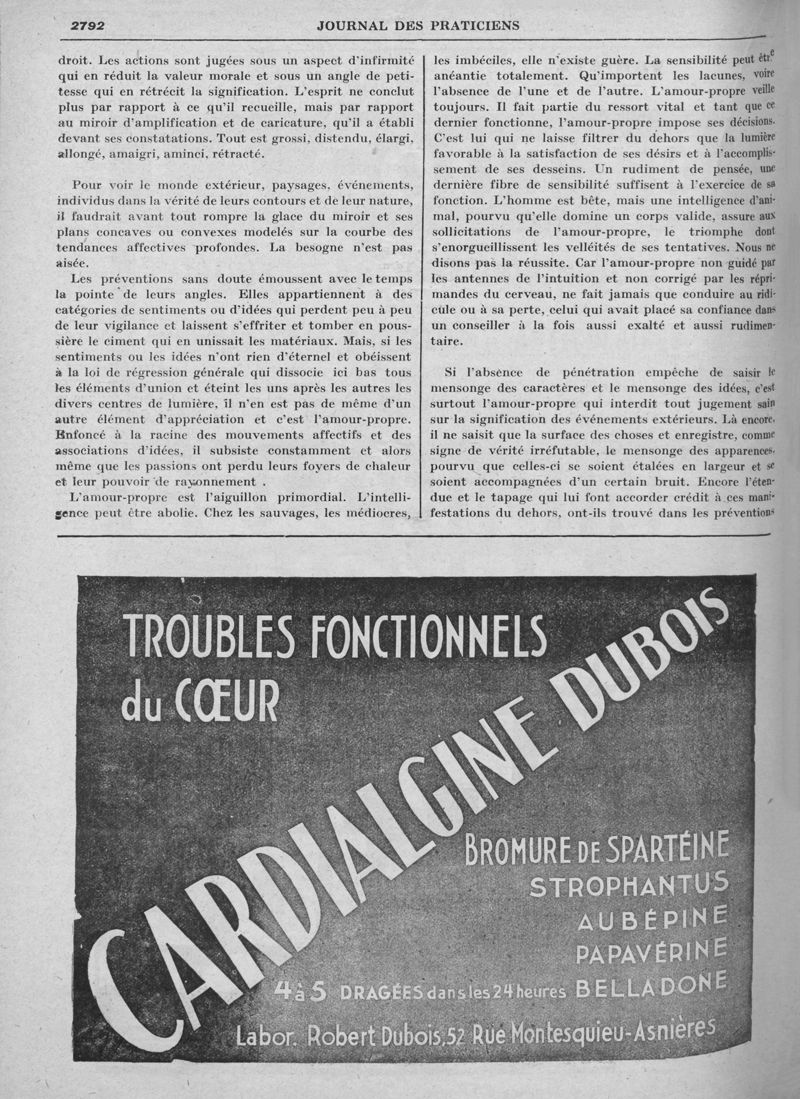 2792
JOURNAL DES PRATICIENS
droit. Les actions sont jugées sous un aspect d'infirmité
qui en réduit la valeur morale et sous un angle de peti-
tesse qui en rétrécit la signification. L'esprit ne conclut
plus par rapport à ce qu'il recueille, mais par rapport
au miroir d'amplification et de caricature, qu'il a établi
devant ses constatations. Tout est grossi, distendu, élargi,
allongé, amaigri, aminci, rétracté.
Pour voir le monde extérieur, paysages, événements,
individus dans la vérité de leurs contours et de leur nature,
il faudrait avant tout rompre la glace du miroir et ses
plans concaves ou convexes modelés sur la courbe des
tendances affectives profondes. La besogne n'est pas
aisée.
Les préventions sans doute émoussent avec le temps
la pointe de leurs angles. Elles appartiennent à des
catégories de sentiments ou d'idées qui perdent peu à peu
de leur vigilance et laissent s'effriter et tomber en pous-
sière le ciment qui en unissait les matériaux. Mais, si les
sentiments ou les idées n'ont rien d'éternel et obéissent
à la loi de régression générale qui dissocie ici bas tous
les éléments d'union et éteint les uns après les autres les
divers centres de lumière, il n'en est pas de même d'un
autre élément d'appréciation et c'est l'amour-propre.
Enfoncé à la racine des mouvements affectifs et des
associations d'idées, il subsiste constamment et alors
même que les passions ont perdu leurs foyers de chaleur
et leur pouvoir de rayonnement .
L'amour-propre est l'aiguillon primordial. L'intelli-
gence peut être abolie. Chez les sauvages, les médiocres,
les imbéciles, elle n'existe guère. La sensibilité peut être
anéantie totalement. Qu'importent les lacunes, voire
l'absence de l'une et de l'autre. L'amour-propre veille
toujours. Il fait partie du ressort vital et tant que ce
dernier fonctionne, l'amour-propre impose ses décisions.
C'est lui qui ne laisse filtrer du dehors que la lumière
favorable à la satisfaction de ses désirs et à l'accomplis-
sement de ses desseins. Un rudiment de pensée, une
dernière fibre de sensibilité suffisent à l'exercice de sa
fonction. L'homme est bête, mais une intelligence d'ani-
mal, pourvu qu'elle domine un corps valide, assure aux
sollicitations de l'amour-propre, le triomphe dont
s'enorgueillissent les velléités de ses tentatives. Nous ne
disons pas la réussite. Car l'amour-propre non guidé par
les antennes de l'intuition et non corrigé par les répri-
mandes du cerveau, ne fait jamais que conduire au ridi-
cule ou à sa perte, celui qui avait placé sa confiance dans
un conseiller à la fois aussi exalté et aussi rudimen-
taire.
Si l'absence de pénétration empêche de saisir le
mensonge des caractères et le mensonge des idées, c'est
surtout l'amour-propre qui interdit tout jugement sain
sur la signification des événements extérieurs. Là encore,
il ne saisit que la surface des choses et enregistre, comme
signe de vérité irréfutable, le mensonge des apparences,
pourvu que celles-ci se soient étalées en largeur et se
soient accompagnées d'un certain bruit. Encore l'éten-
due et le tapage qui lui font accorder crédit à ces mani-
festations du dehors, ont-ils trouvé dans les préventions
TROUBLES FONCTIONNELS
du CŒUR
CARDIALGINE DUBOIS
BROMURE DE SPARTÉINE
STROPHANTUS
AUBÉPINE
PAPAVÉRINE
4 à 5 DRAGÉES dans les 24 heures BELLADONE
Labor. Robert Dubois, 52 Rue Montesquieu-Asnières